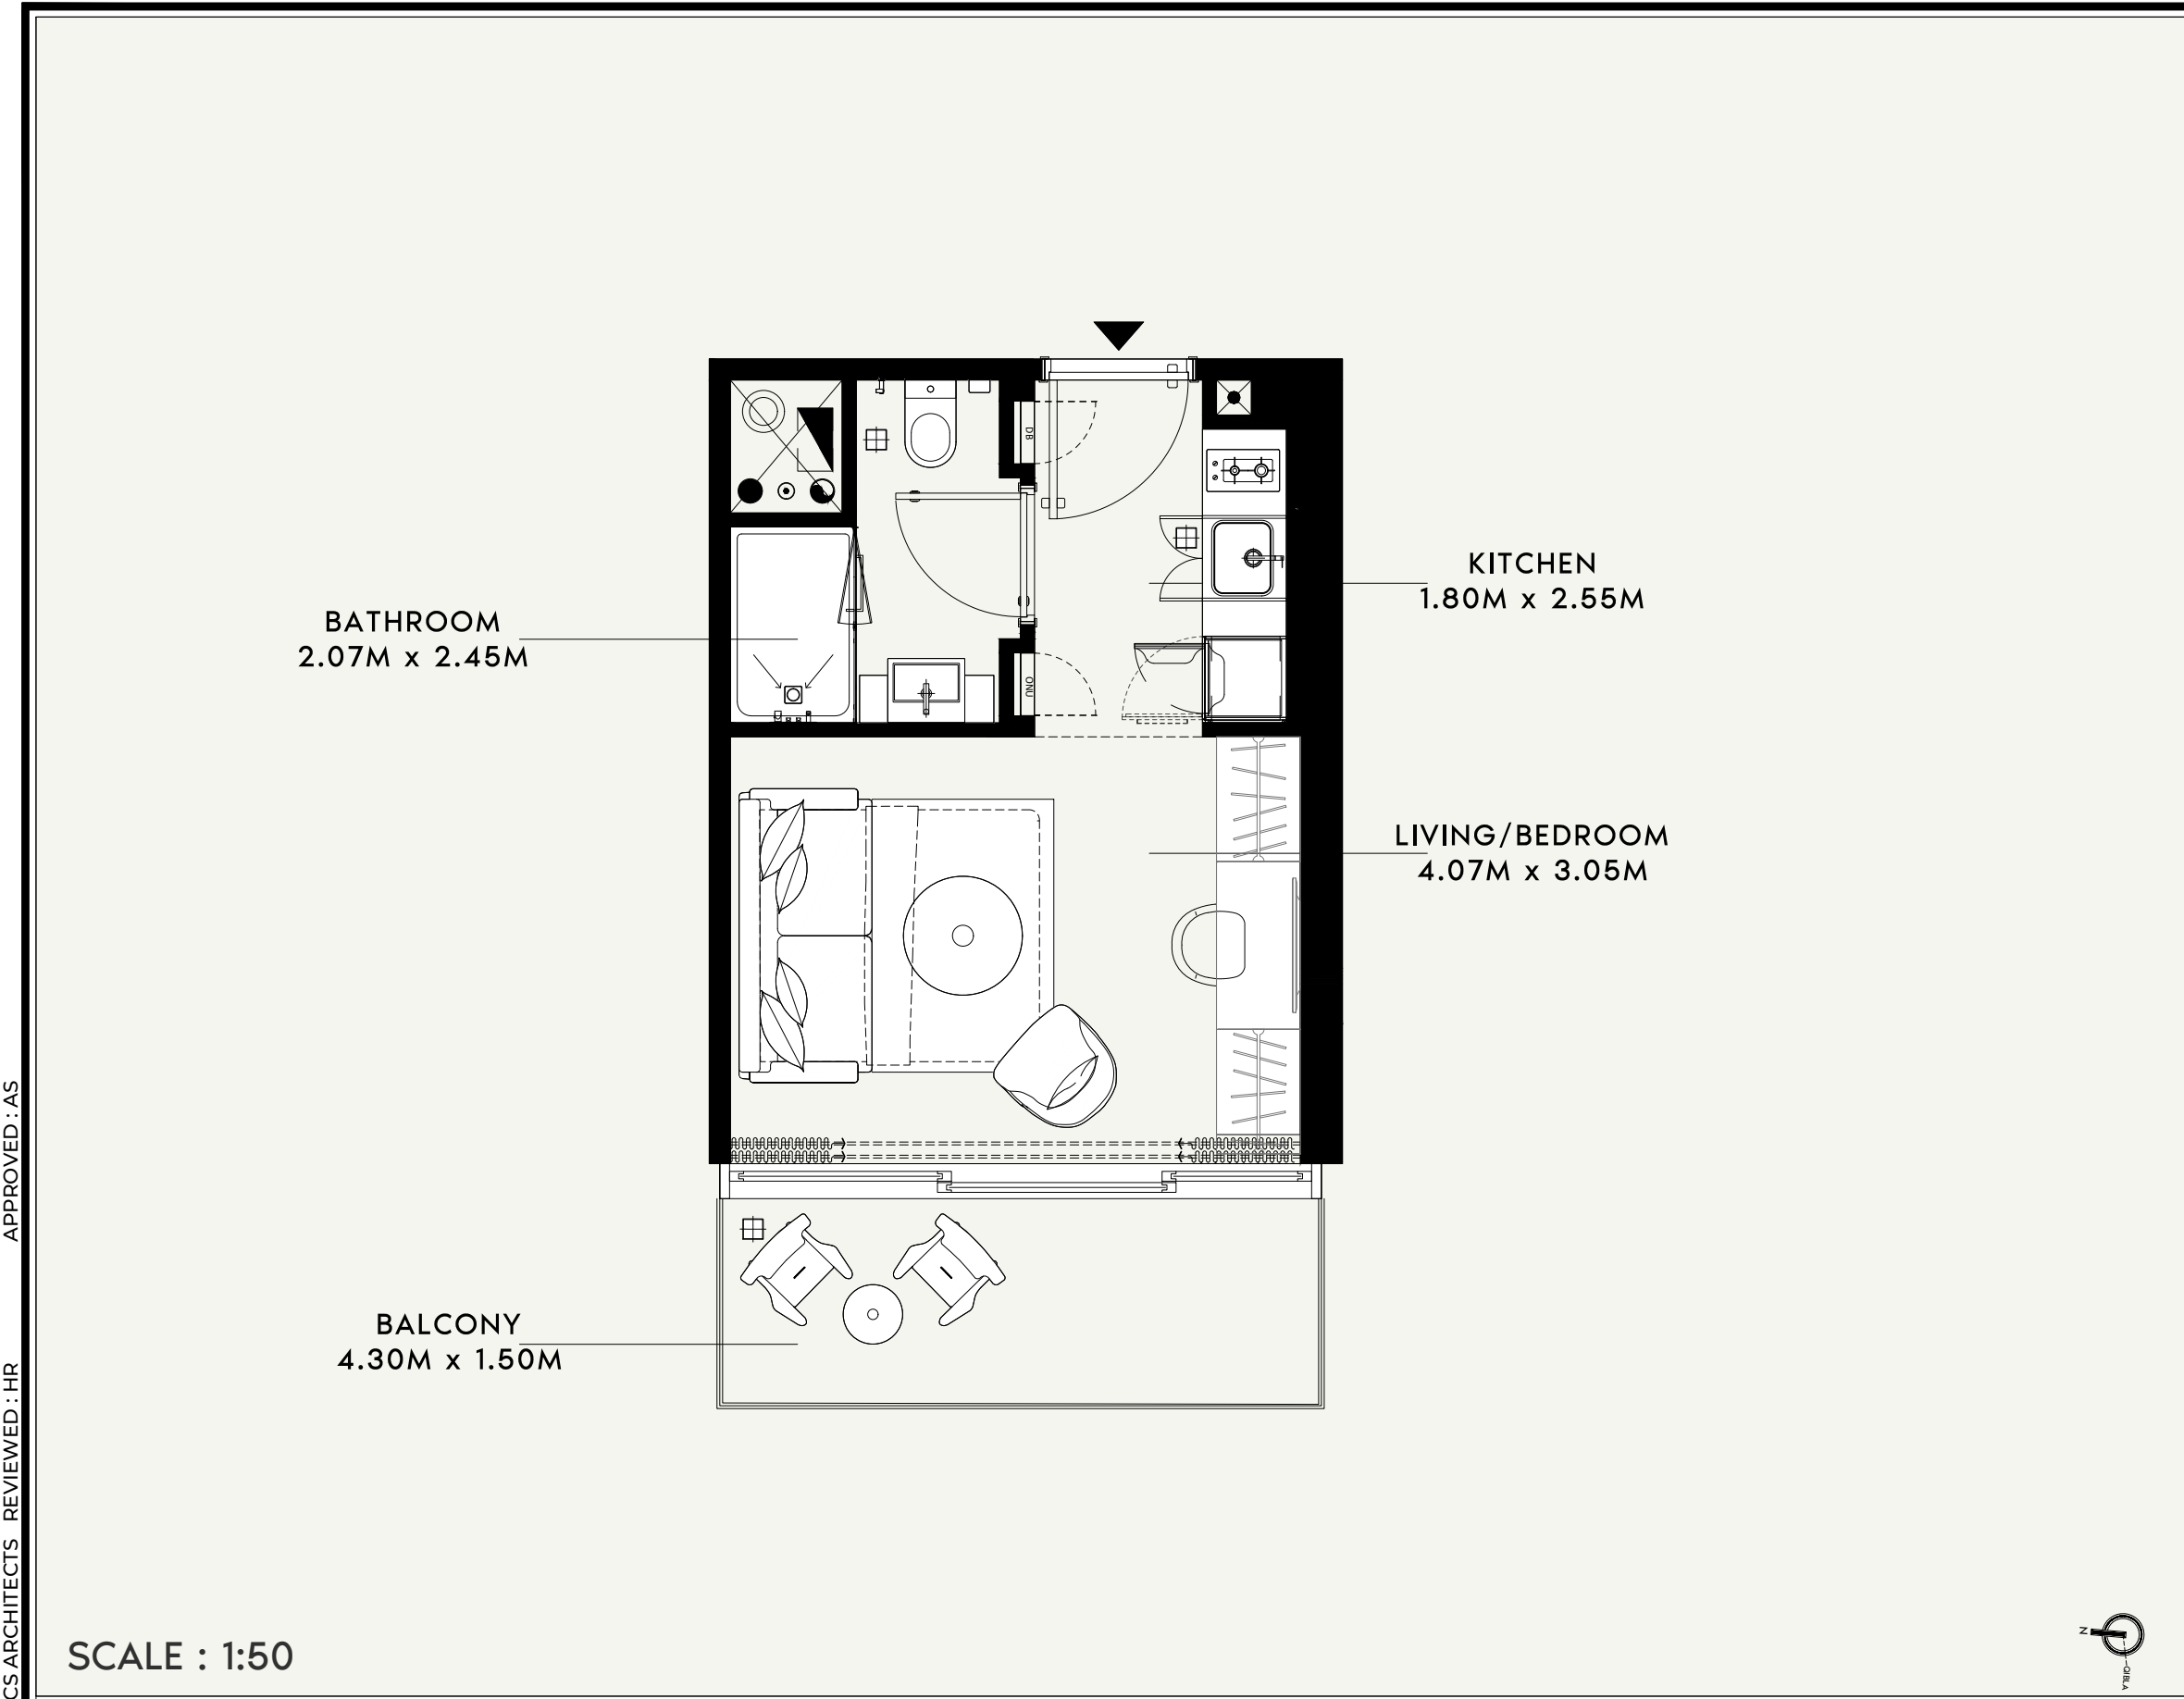 DB
KITCHEN
1.80M x 2.55M
BATHROOM
2.07M x 2.45M
ONU
LIVING/BEDROOM
4.07M x 3.05M
BALCONY
4.30M x 1.50M
SCALE : 1:50
N
QIBLA
CS ARCHITECTS REVIEWED : HR APPROVED : AS